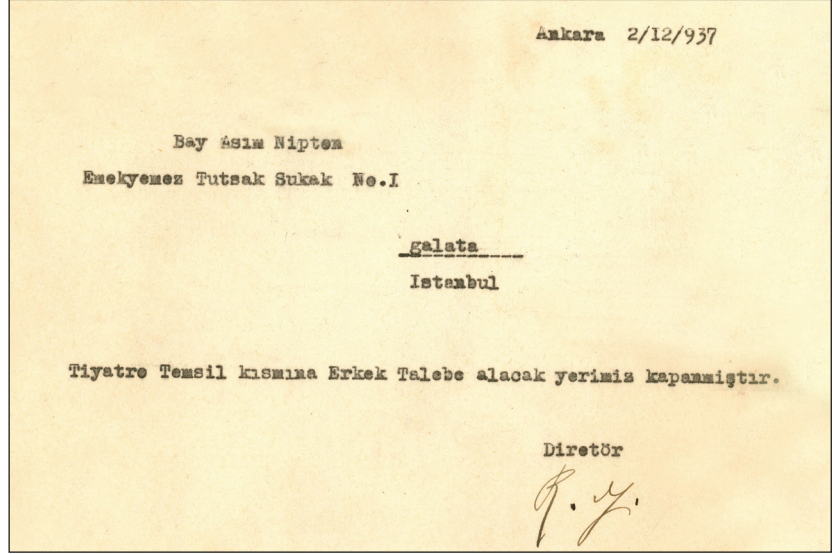 Ankara 2/12/937
Bay Asım Nipton
Emekyemez Tutsak Sukak No.I
galata
Istanbul
Tiyatro Temsil kısmına Erkek Talebe alacak yerimiz kapanmıştır.
Diretör
R. Y.